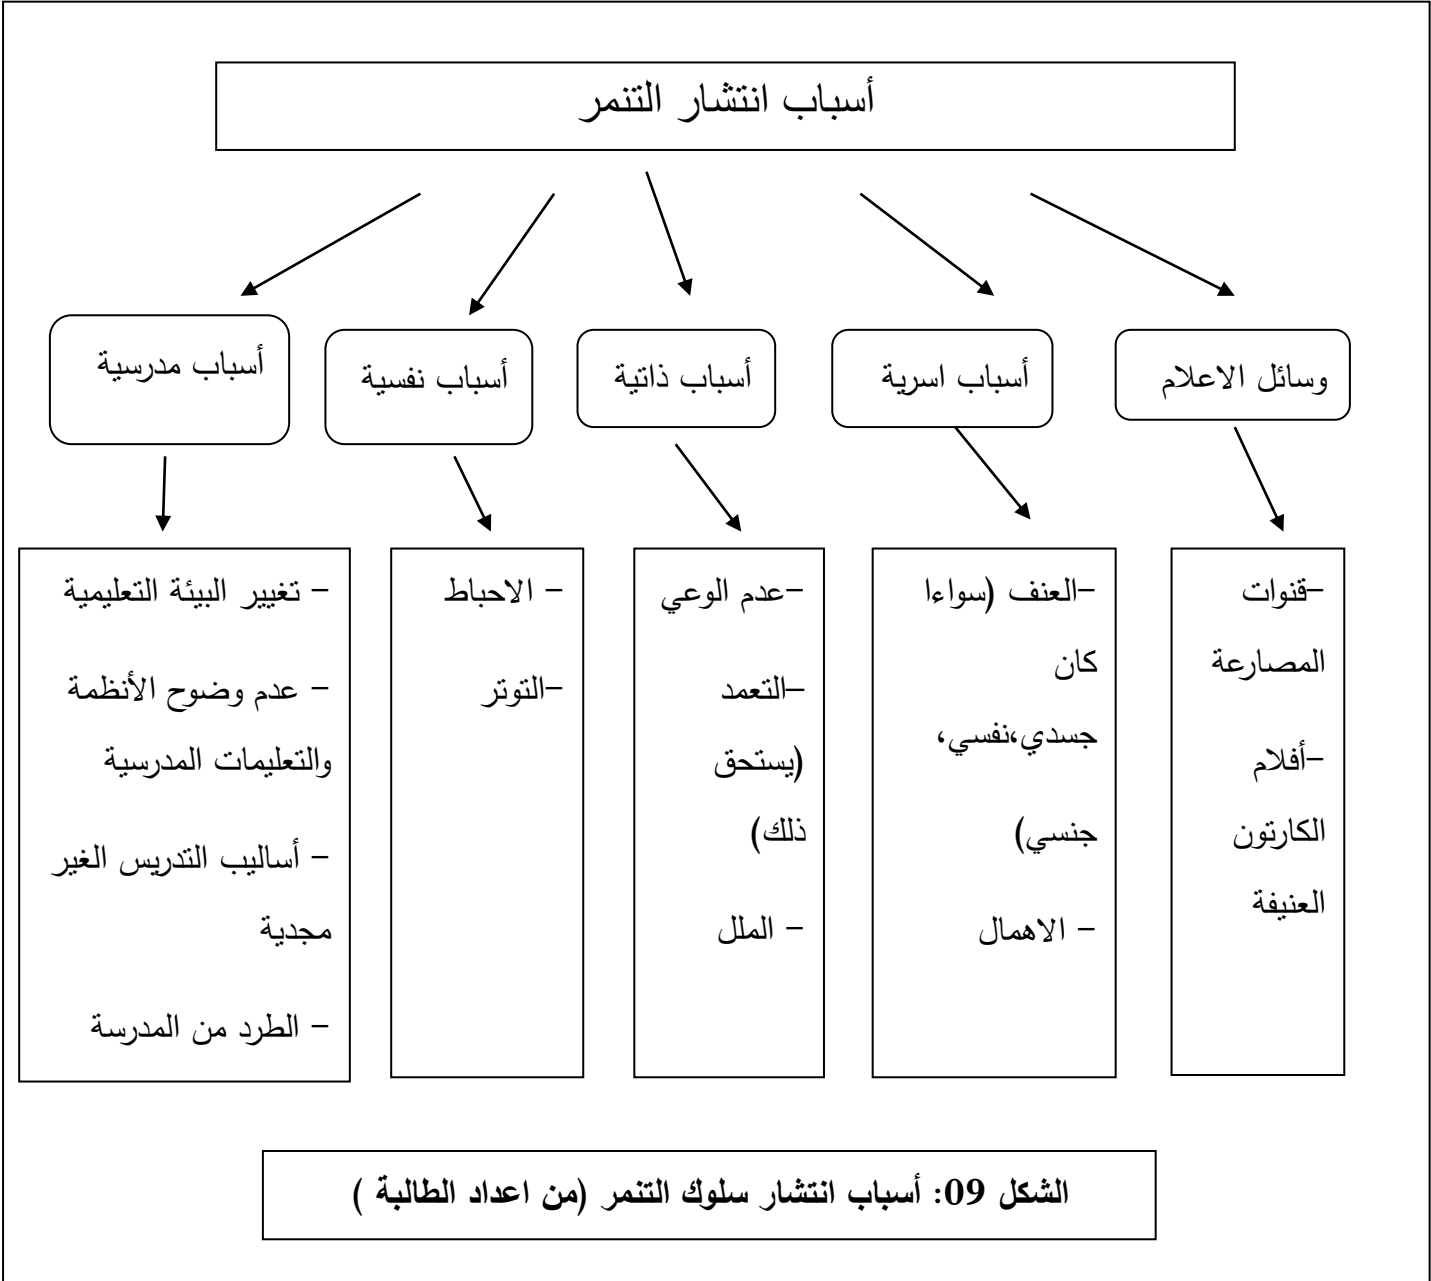 أسباب انتشار التنمر
وسائل الاعلام
أسباب اسرية
أسباب ذاتية
أسباب نفسية
أسباب مدرسية
-قنوات
المصارعة
-أفلام
الكارتون
العنيفة
-العنف (سواءا
كان
جسدي،نفسي،
جنسي)
- الاهمال
-عدم الوعي
-التعمد
(يستحق
ذلك)
- الملل
- الاحباط
-التوتر
- تغيير البيئة التعليمية
- عدم وضوح الأنظمة
والتعليمات المدرسية
- أساليب التدريس الغير
مجدية
- الطرد من المدرسة
الشكل 09: أسباب انتشار سلوك التنمر (من اعداد الطالبة )